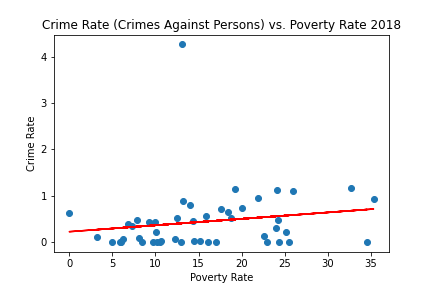 Crime Rate (Crimes Against Persons) vs. Poverty Rate 2018
4
3
2
1
0
Crime Rate
0 5 10 15 20 25 30 35
Poverty Rate